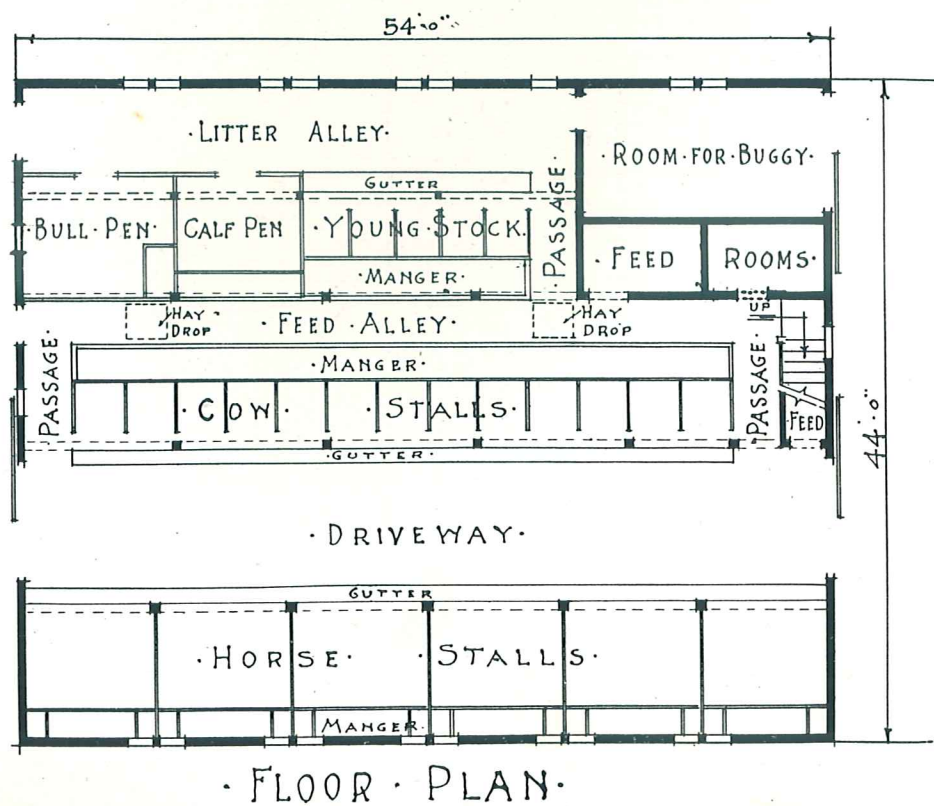 54'·0"
·LITTER ALLEY·
·ROOM·FOR·BUGGY·
GUTTER
PASSAGE
·BULL·PEN·
CALF PEN
·YOUNG·STOCK.
·FEED
ROOMS·
MANGER·
UP
·HAY·
DROP
·FEED·ALLEY·
·HAY
DROP
PASSAGE·
·MANGER·
PASSAGE·
·COW· ·STALLS·
FEED
44'·0"
·GUTTER·
·DRIVEWAY·
GUTTER
·HORSE· ·STALLS·
MANGER·
·FLOOR·PLAN·